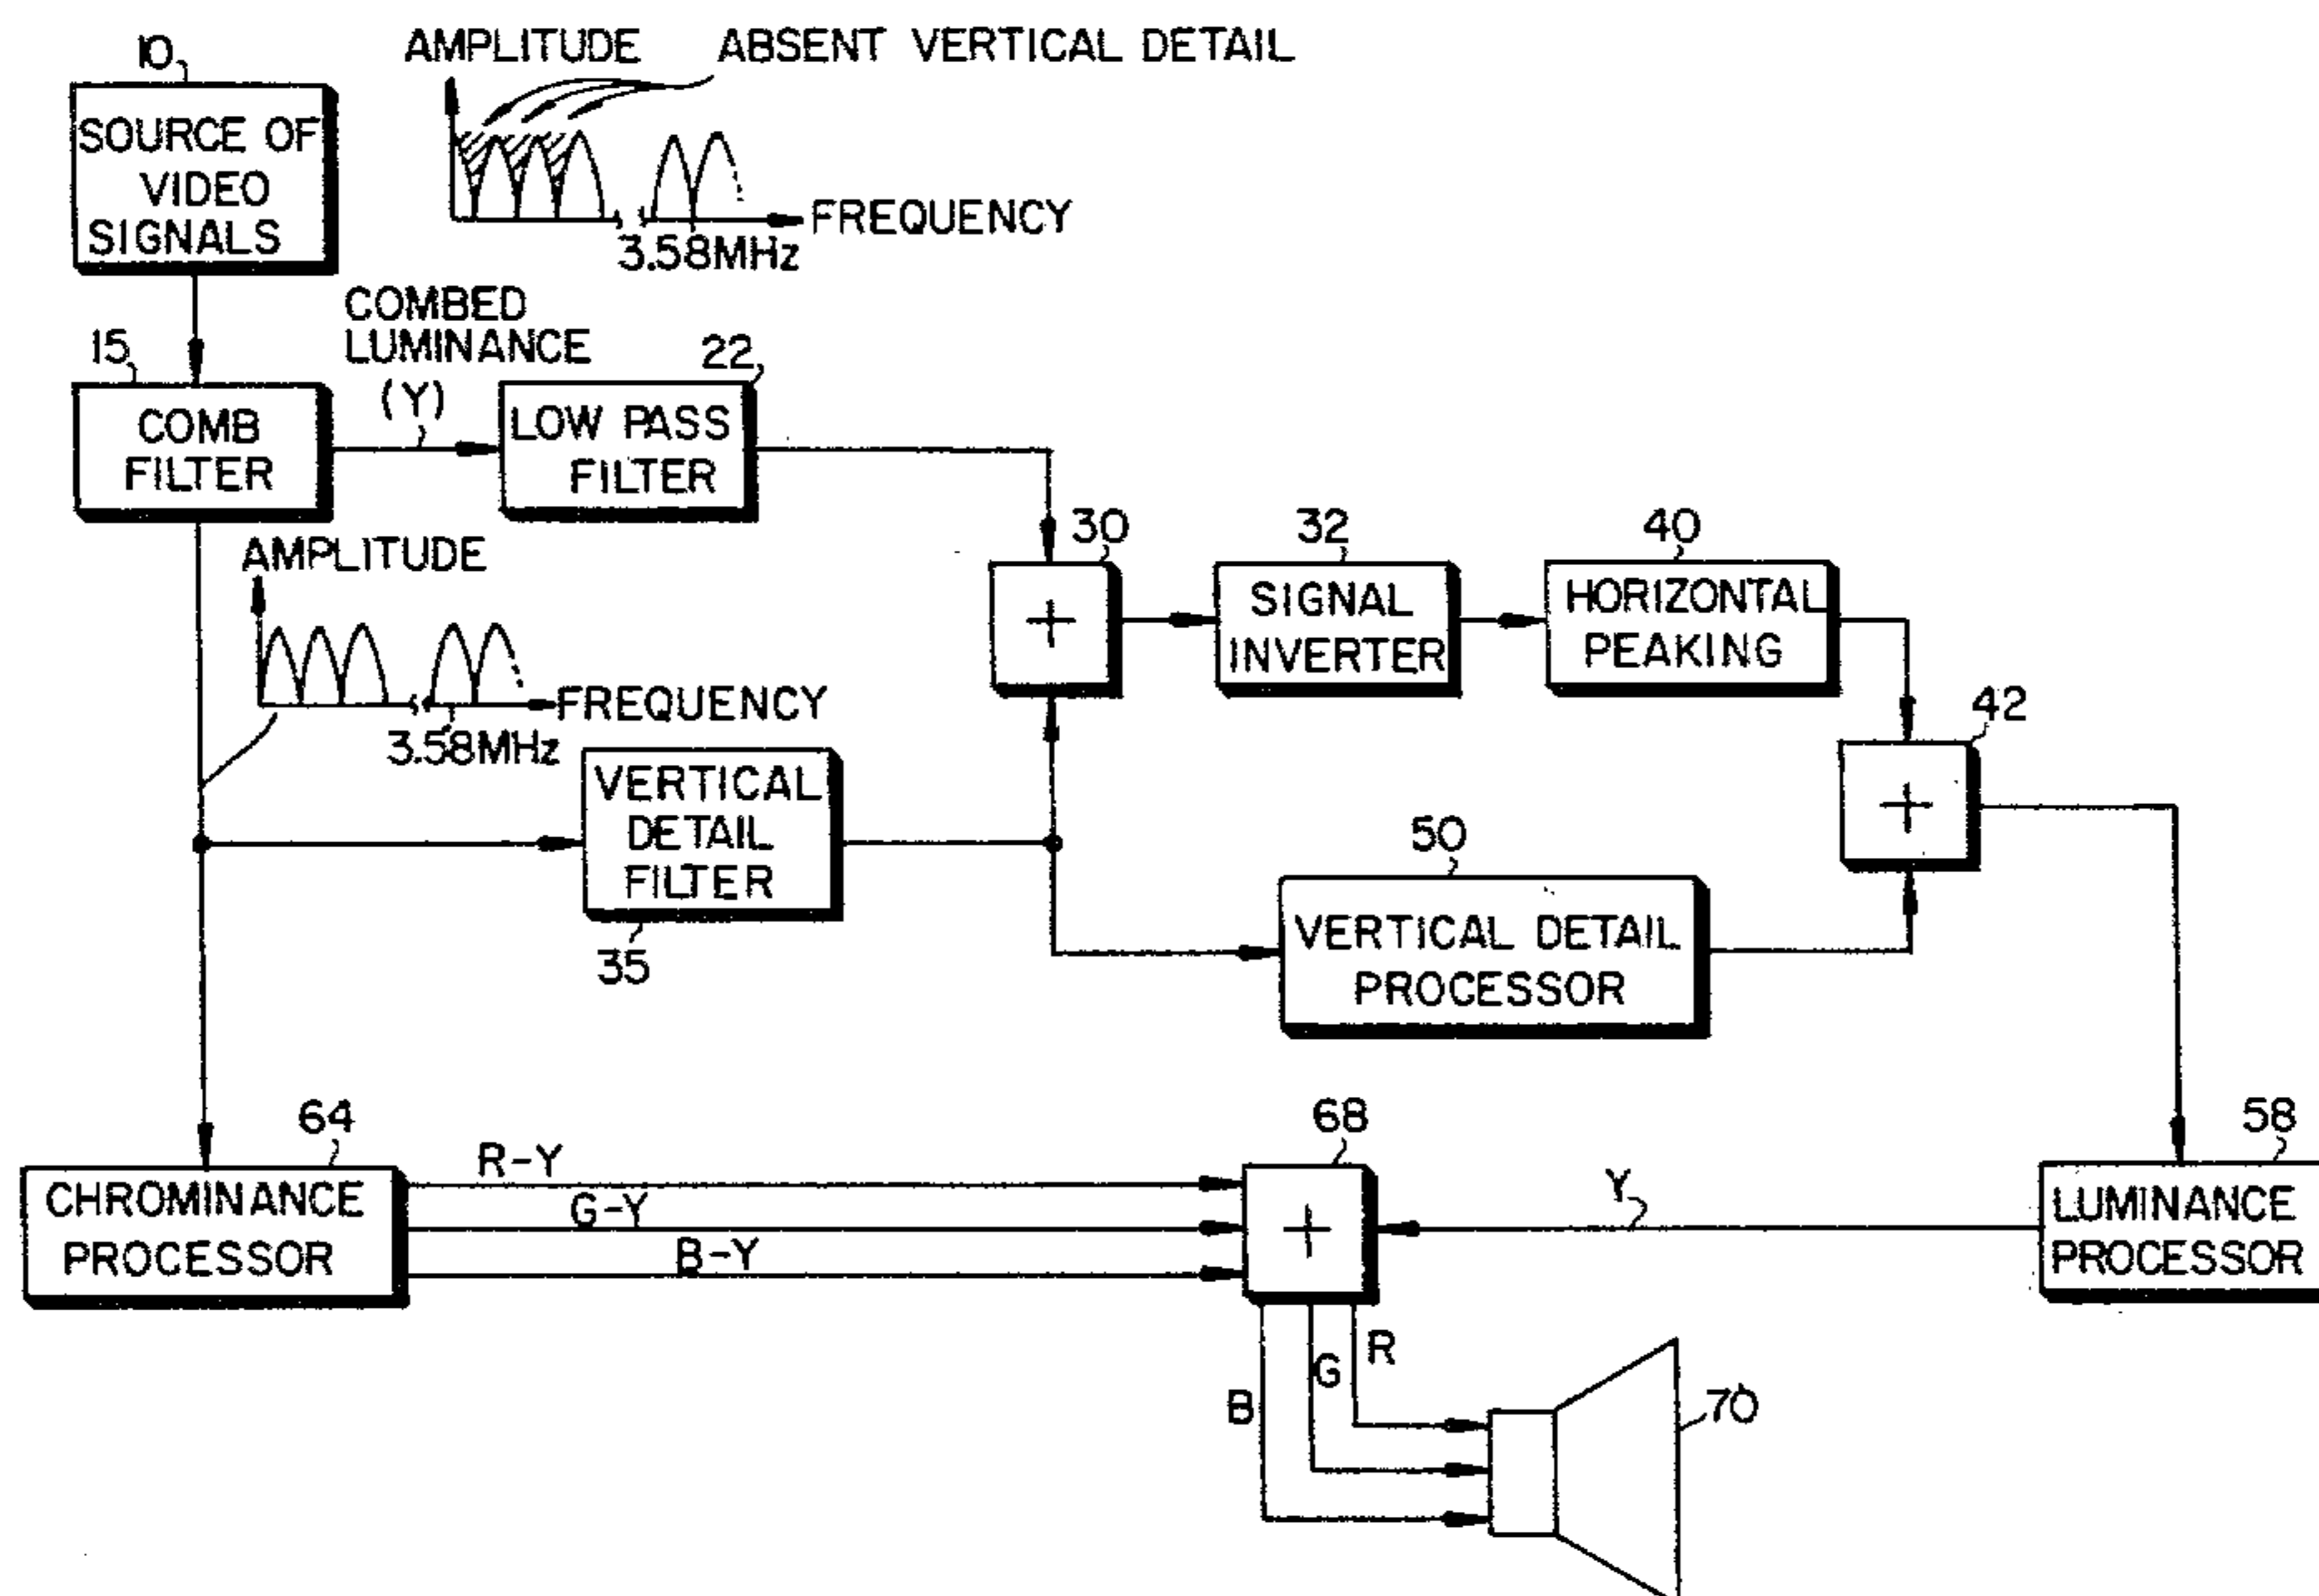 10
SOURCE OF
VIDEO
SIGNALS
AMPLITUDE
ABSENT VERTICAL DETAIL
FREQUENCY
3.58MHz
COMBED
LUMINANCE
(Y)
15
COMB
FILTER
22
LOW PASS
FILTER
AMPLITUDE
FREQUENCY
3.58MHz
30
+
32
SIGNAL
INVERTER
40
HORIZONTAL
PEAKING
42
+
VERTICAL
DETAIL
FILTER
35
50
VERTICAL DETAIL
PROCESSOR
64
CHROMINANCE
PROCESSOR
R-Y
G-Y
B-Y
68
+
Y
58
LUMINANCE
PROCESSOR
B
G
R
70